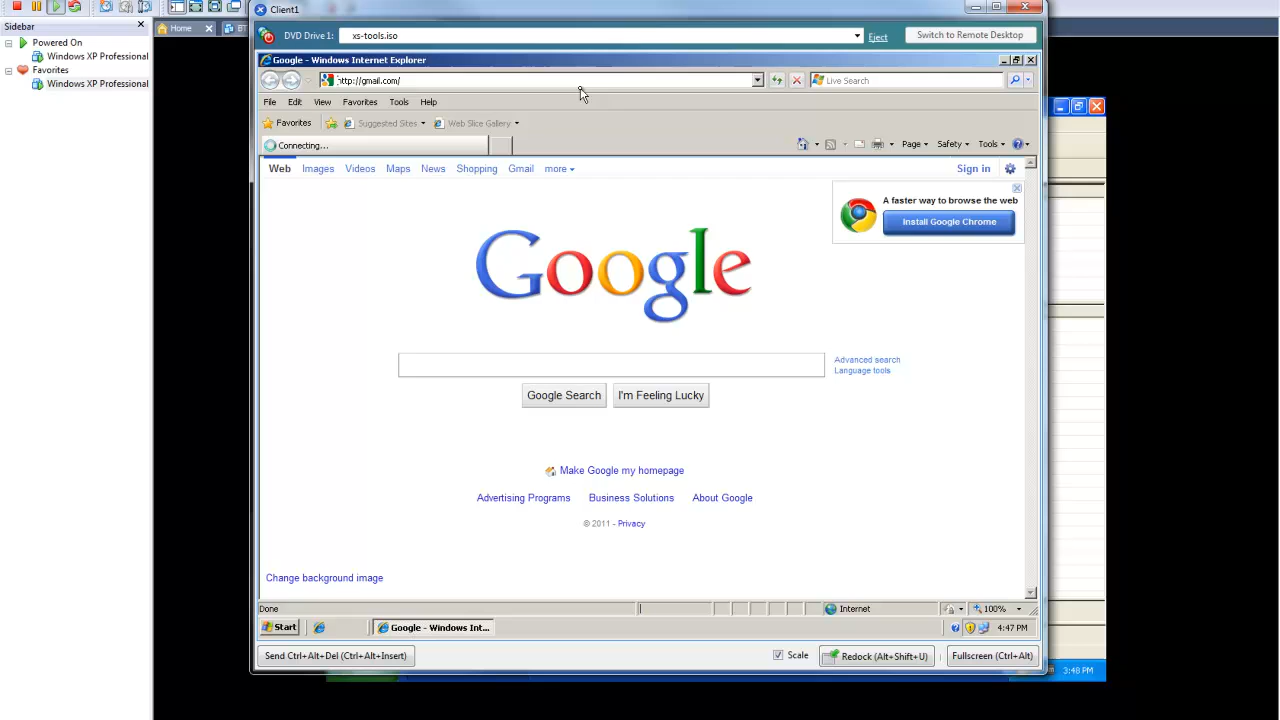 Client1
Sidebar
Home
BT
Powered On
DVD Drive 1:
xs-tools.iso
Eject
Switch to Remote Desktop
Windows XP Professional
Google - Windows Internet Explorer
Favorites
Windows XP Professional
http://gmail.com/
Live Search
File Edit View Favorites Tools Help
Favorites
Suggested Sites
Web Slice Gallery
Connecting...
Page
Safety
Tools
Web Images Videos Maps News Shopping Gmail more
Sign in
A faster way to browse the web
Install Google Chrome
Google
Advanced search
Language tools
Google Search
I'm Feeling Lucky
Make Google my homepage
Advertising Programs
Business Solutions
About Google
© 2011 - Privacy
Change background image
Done
Internet
100%
Start
Google - Windows Int...
4:47 PM
Send Ctrl+Alt+Del (Ctrl+Alt+Insert)
Scale
Redock (Alt+Shift+U)
Fullscreen (Ctrl+Alt)
3:48 PM